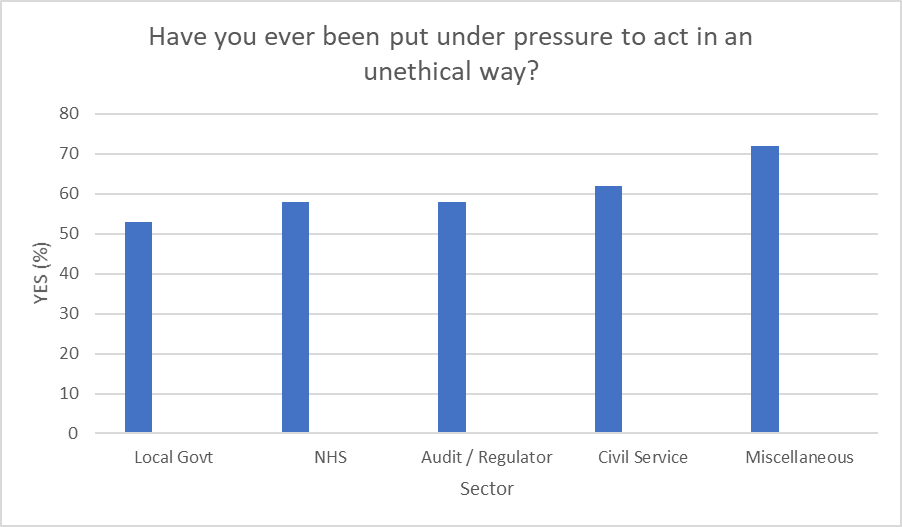 Have you ever been put under pressure to act in an
unethical way?
80
70
60
50
40
30
20
10
0
YES (%)
Local Govt
NHS
Audit / Regulator
Civil Service
Miscellaneous
Sector